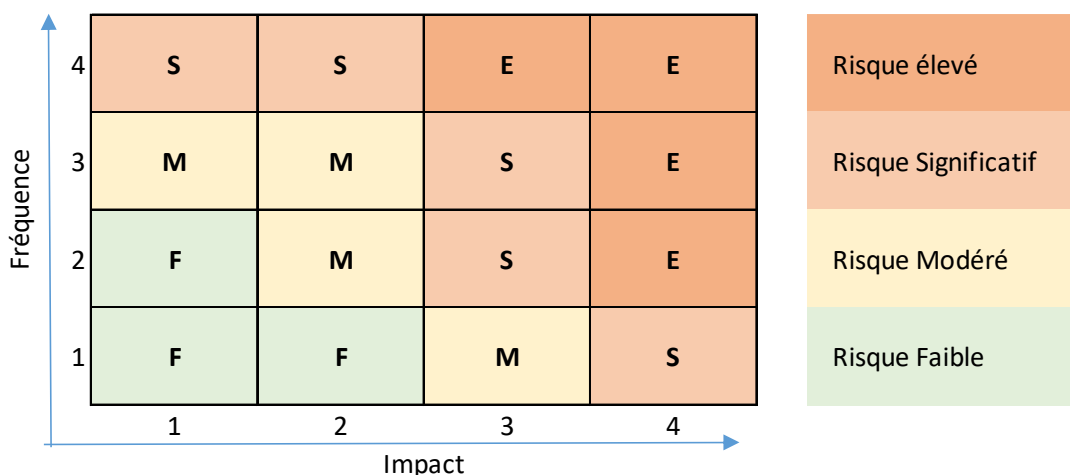 4 S S E E Risque élevé
3 M M S E Risque Significatif
Fréquence
2 F M S E Risque Modéré
1 F F M S Risque Faible
1 2 3 4
Impact